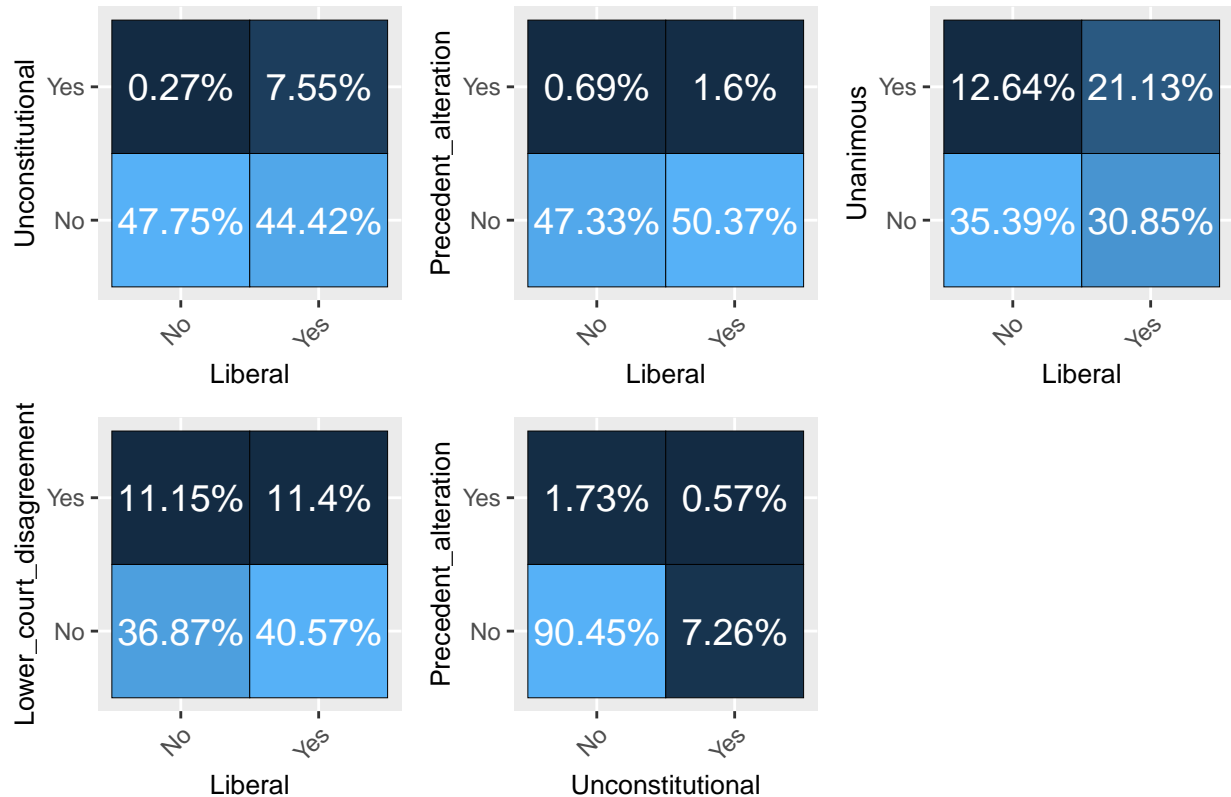 Unconstitutional
Yes
No
0.27% 7.55%
47.75% 44.42%
No Yes
Liberal
Precedent_alteration
Yes
No
0.69% 1.6%
47.33% 50.37%
No Yes
Liberal
Unanimous
Yes
No
12.64% 21.13%
35.39% 30.85%
No Yes
Liberal
Lower_court_disagreement
Yes
No
11.15% 11.4%
36.87% 40.57%
No Yes
Liberal
Precedent_alteration
Yes
No
1.73% 0.57%
90.45% 7.26%
No Yes
Unconstitutional